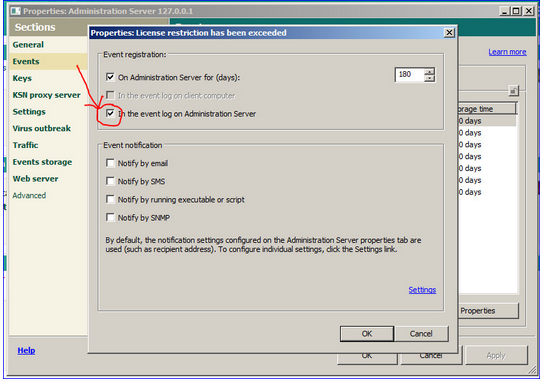 Properties: Administration Server 127.0.0.1
Sections
General
Events
Keys
KSN proxy server
Settings
Virus outbreak
Traffic
Events storage
Web server
Advanced
Help
Properties: License restriction has been exceeded
Event registration:
On Administration Server for (days):
180
In the event log on client computer
In the event log on Administration Server
Event notification
Notify by email
Notify by SMS
Notify by running executable or script
Notify by SNMP
By default, the notification settings configured on the Administration Server properties tab are
used (such as recipient address). To configure individual settings, click the Settings link.
Settings
OK
Cancel
Learn more
orage time
0 days
0 days
0 days
0 days
0 days
0 days
0 days
Properties
OK
Cancel
Apply